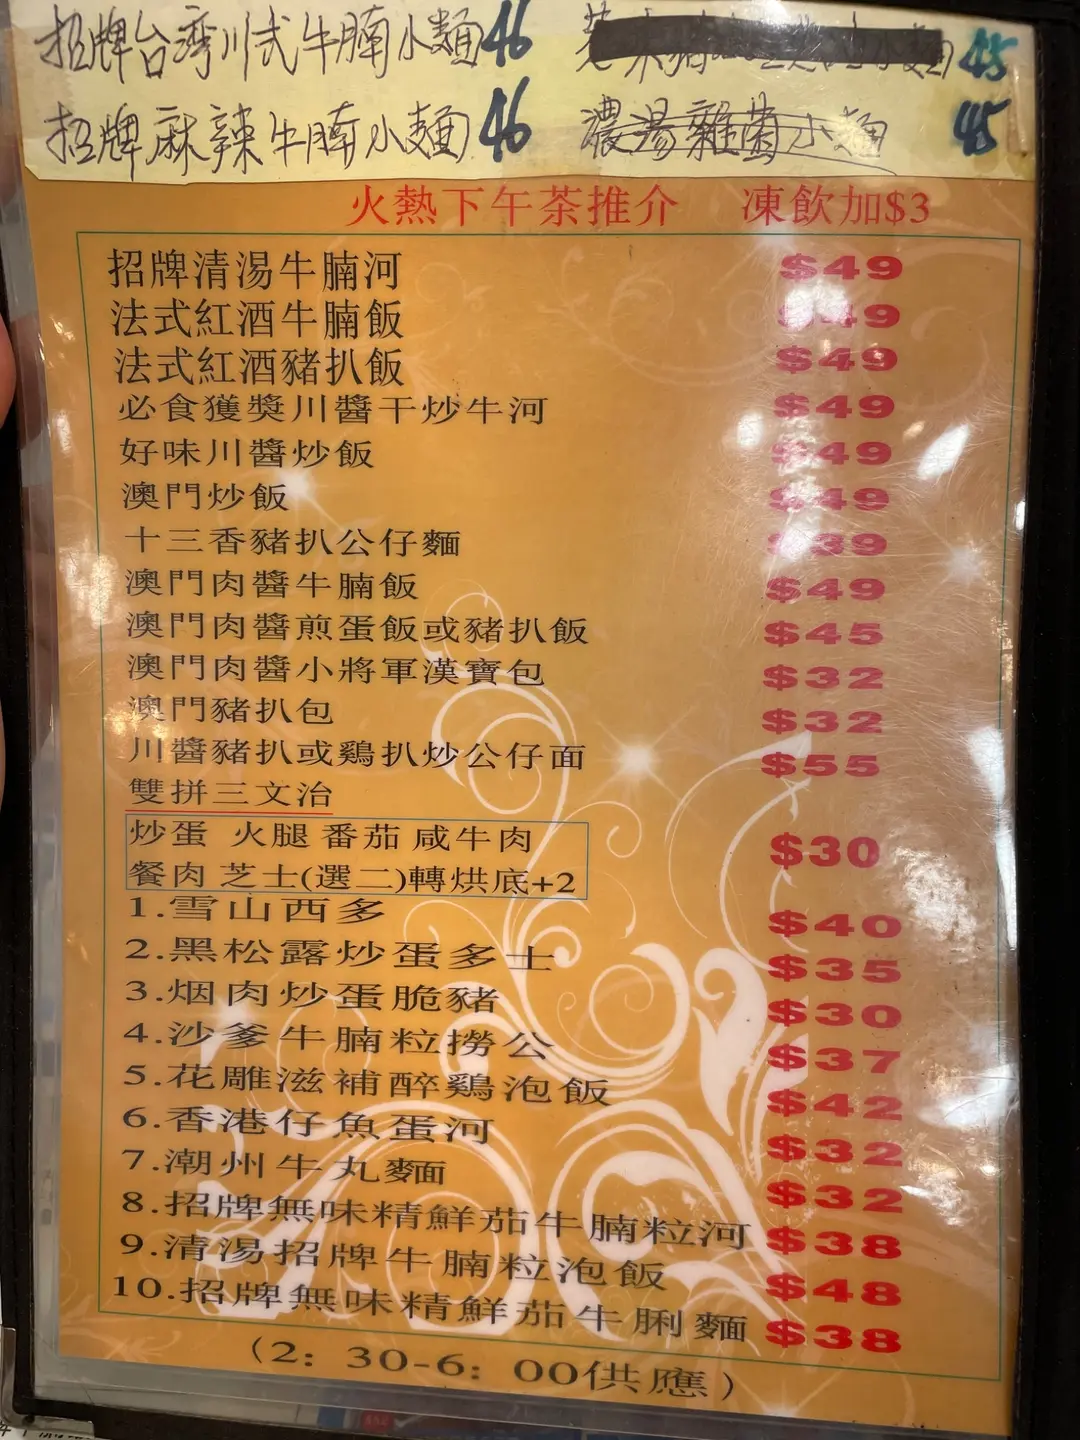 招牌台湾川式牛腩小麵46
45
招牌麻辣牛腩小麵46
濃湯雜菌小麵 45
火熱下午茶推介 凍飲加$3
招牌清湯牛腩河 $49
法式紅酒牛腩飯 $49
法式紅酒豬扒飯 $49
必食獲獎川醬干炒牛河 $49
好味川醬炒飯 $49
澳門炒飯 $49
十三香豬扒公仔麵 $39
澳門肉醬牛腩飯 $49
澳門肉醬煎蛋飯或豬扒飯 $45
澳門肉醬小將軍漢寶包 $32
澳門豬扒包 $32
川醬豬扒或鷄扒炒公仔面 $55
雙拼三文治
炒蛋 火腿 番茄 咸牛肉 $30
餐肉 芝士(選二)轉烘底+2
1.雪山西多 $40
2.黑松露炒蛋多士 $35
3.烟肉炒蛋脆豬 $30
4.沙爹牛腩粒撈公 $37
5.花雕滋補醉鷄泡飯 $42
6.香港仔魚蛋河 $32
7.潮州牛丸麵 $32
8.招牌無味精鮮茄牛腩粒河 $38
9.清湯招牌牛腩粒泡飯 $48
10.招牌無味精鮮茄牛脷麵 $38
(2：30-6：00供應)